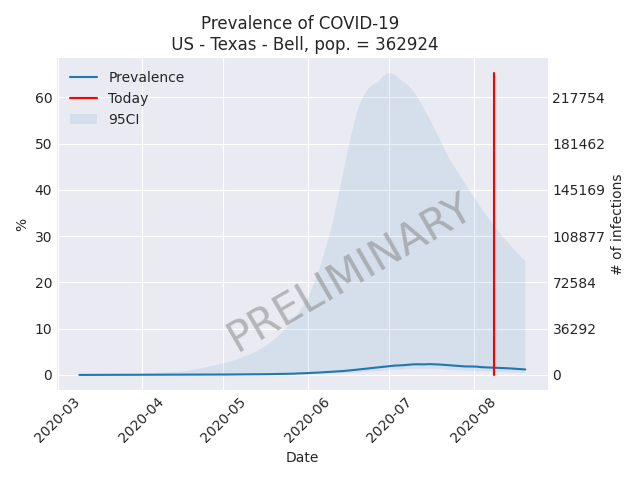 Prevalence of COVID-19
US - Texas - Bell, pop. = 362924
Prevalence
Today
95CI
60
50
40
30
20
10
0
%
217754
181462
145169
108877
72584
36292
0
# of infections
PRELIMINARY
2020-03
2020-04
2020-05
2020-06
2020-07
2020-08
Date